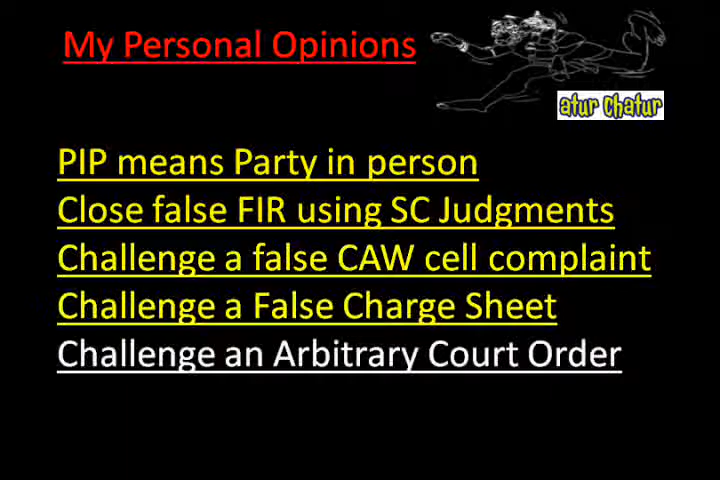 My Personal Opinions
atur chatur
PIP means Party in person
Close false FIR using SC Judgments
Challenge a false CAW cell complaint
Challenge a False Charge Sheet
Challenge an Arbitrary Court Order